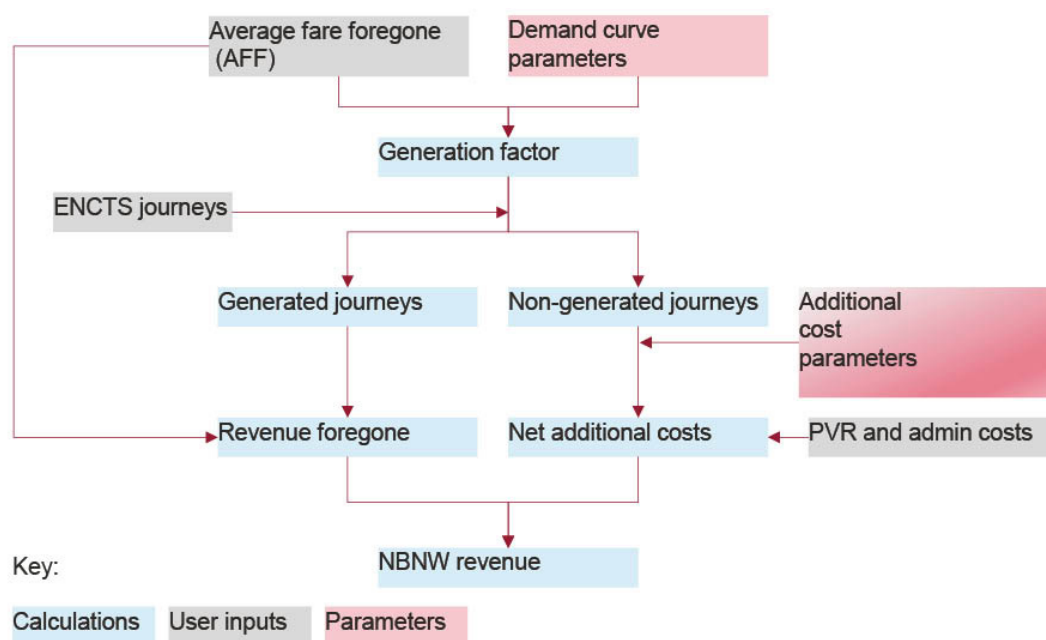 Average fare foregone
(AFF)
Demand curve
parameters
Generation factor
ENCTS journeys
Generated journeys
Non-generated journeys
Additional
cost
parameters
Revenue foregone
Net additional costs
PVR and admin costs
NBNW revenue
Key:
Calculations
User inputs
Parameters